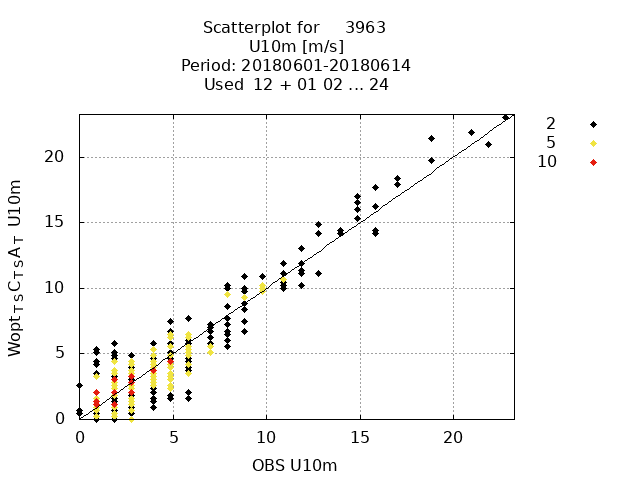 Scatterplot for 3963
U10m [m/s]
Period: 20180601-20180614
Used 12 + 01 02 ... 24
2
5
10
Wopt_TS C_TS A_T U10m
20
15
10
5
0
0 5 10 15 20
OBS U10m